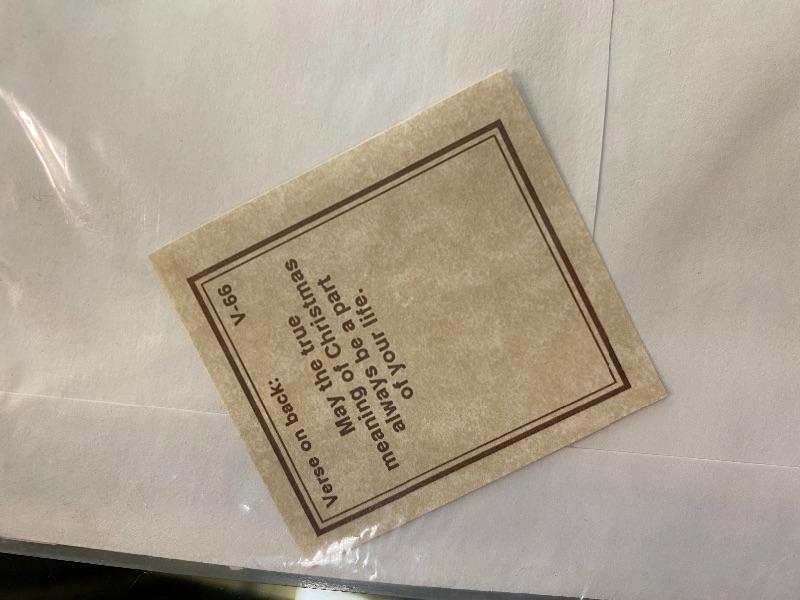 Verse on back: V-66
May the true
meaning of Christmas
always be a part
of your life.